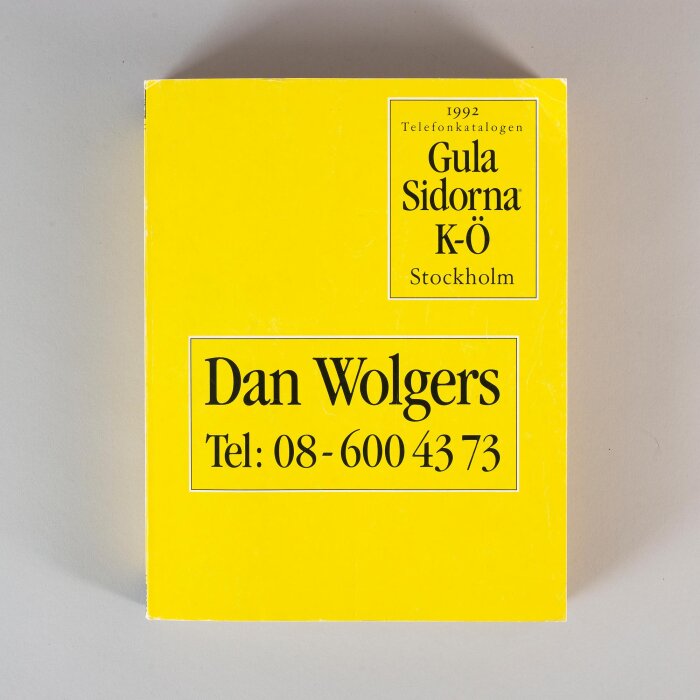 1992
Telefonkatalogen
Gula
Sidorna®
K-Ö
Stockholm
Dan Wolgers
Tel: 08-600 43 73